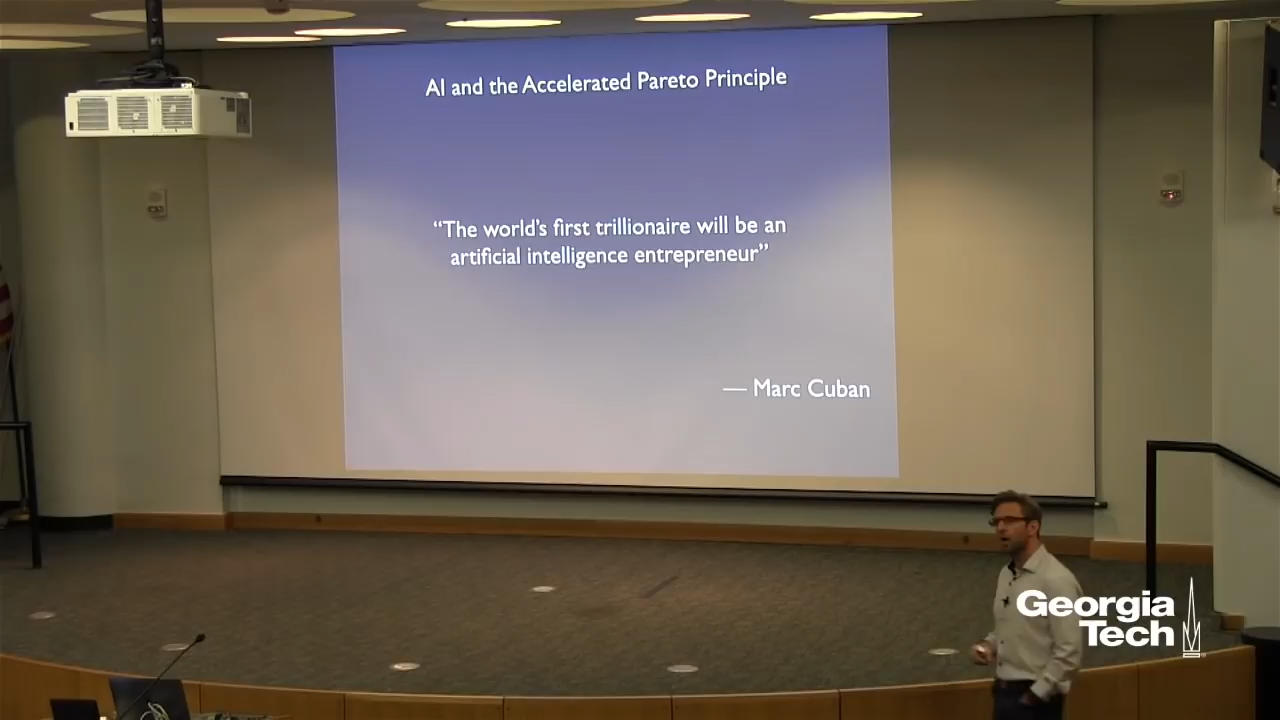 AI and the Accelerated Pareto Principle
“The world’s first trillionaire will be an
artificial intelligence entrepreneur”
— Marc Cuban
Georgia
Tech